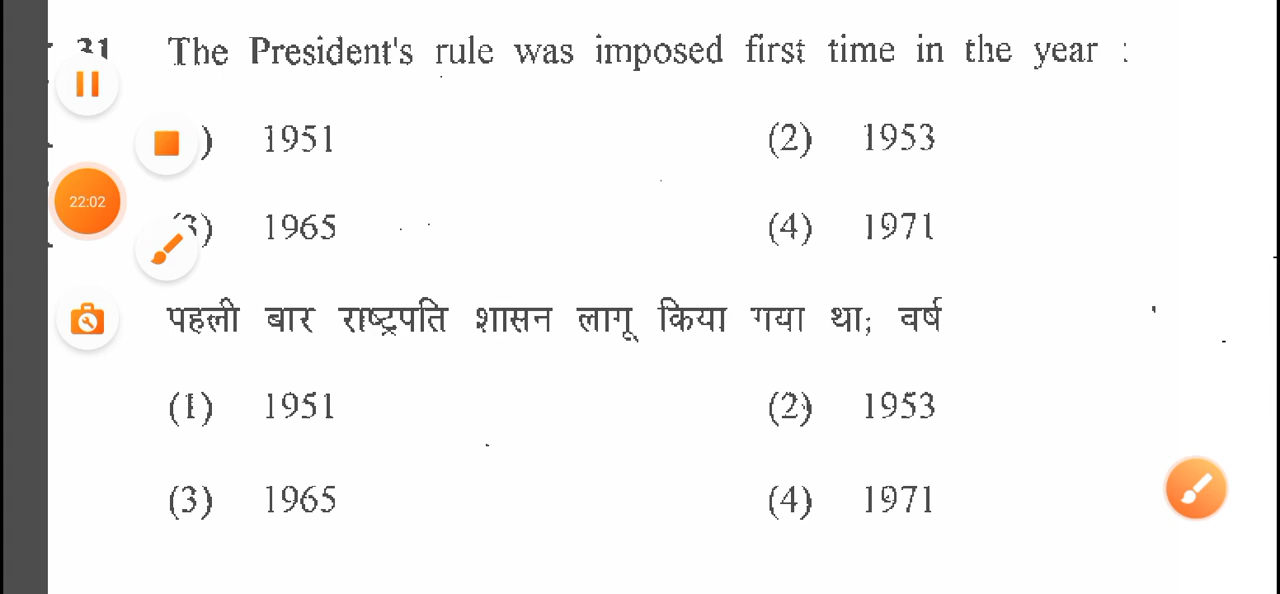 31 The President's rule was imposed first time in the year :
) 1951 (2) 1953
22:02
(3) 1965 (4) 1971
पहली बार राष्ट्रपति शासन लागू किया गया था; वर्ष
(1) 1951 (2) 1953
(3) 1965 (4) 1971